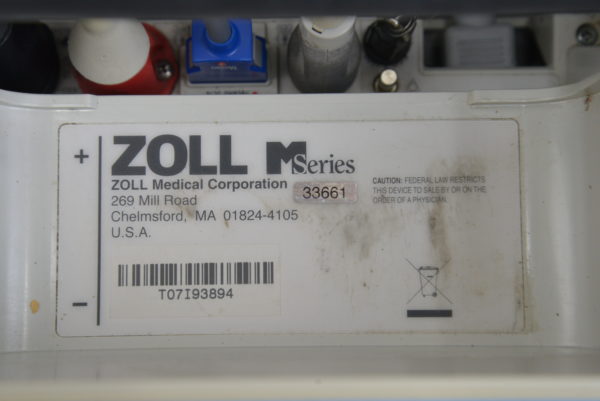 +
ZOLL M Series
ZOLL Medical Corporation
33661
269 Mill Road
Chelmsford, MA 01824-4105
U.S.A.
CAUTION: FEDERAL LAW RESTRICTS
THIS DEVICE TO SALE BY OR ON THE
ORDER OF A PHYSICIAN.
T07I93894
−